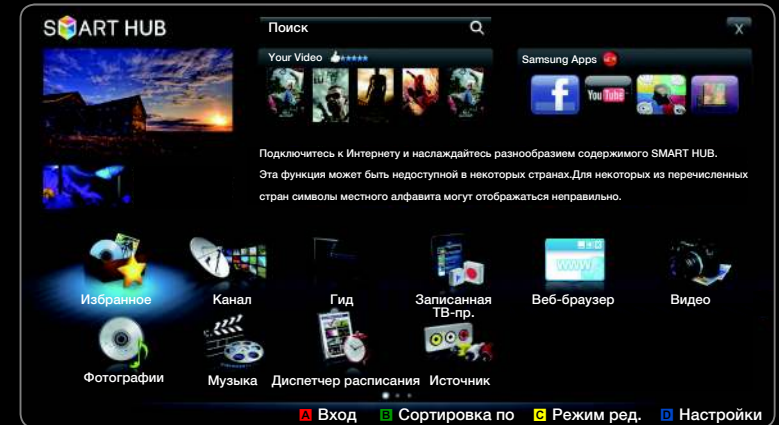 SMART HUB
Поиск
X
Your Video
Samsung Apps
You Tube
Подключитесь к Интернету и наслаждайтесь разнообразием содержимого SMART HUB.
Эта функция может быть недоступной в некоторых странах.Для некоторых из перечисленных
стран символы местного алфавита могут отображаться неправильно.
www
Избранное
Канал
Гид
Записанная
ТВ-пр.
Веб-браузер
Видео
Фотографии
Музыка
Диспетчер расписания
Источник
A Вход
B Сортировка по
C Режим ред.
D Настройки